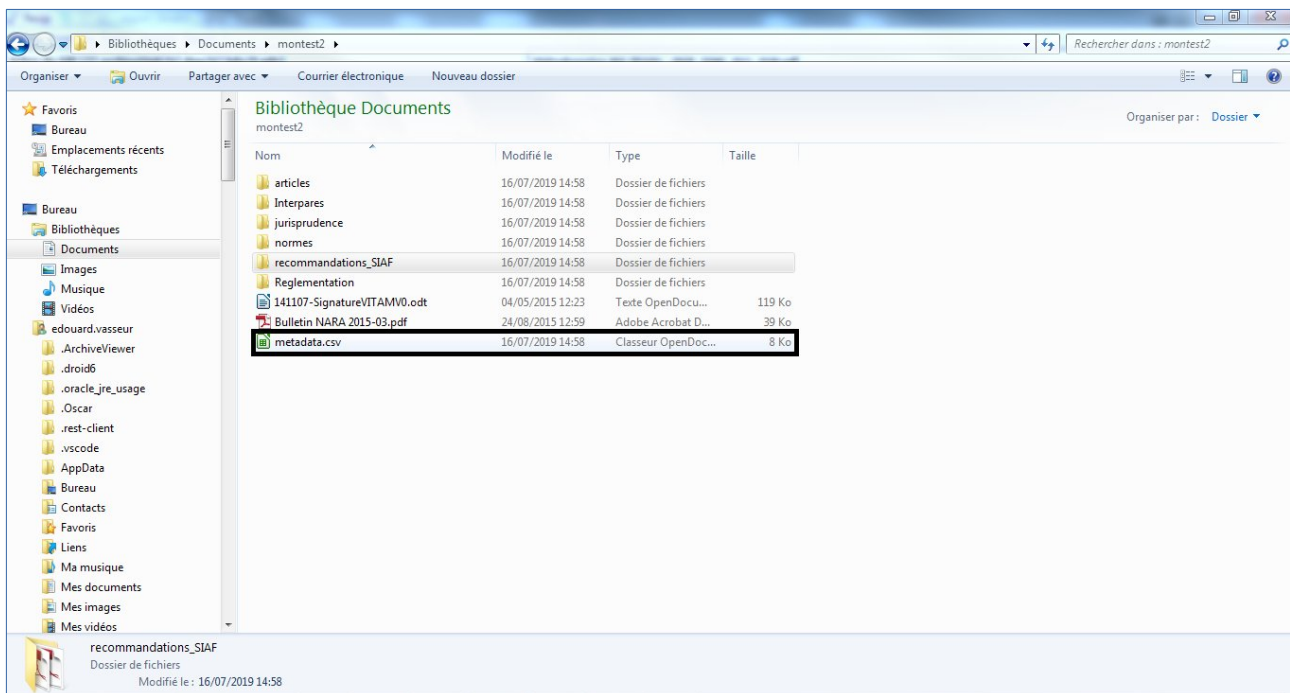 Bibliothèques Documents montest2
Rechercher dans : montest2
Organiser Ouvrir Partager avec Courrier électronique Nouveau dossier
Favoris
Bureau
Emplacements récents
Téléchargements
Bureau
Bibliothèques
Documents
Images
Musique
Vidéos
edouard.vasseur
.ArchiveViewer
.droid6
.oracle_jre_usage
.Oscar
.rest-client
.vscode
AppData
Bureau
Contacts
Favoris
Liens
Ma musique
Mes documents
Mes images
Mes vidéos
Bibliothèque Documents
montest2
Organiser par : Dossier
Nom Modifié le Type Taille
articles 16/07/2019 14:58 Dossier de fichiers
Interpares 16/07/2019 14:58 Dossier de fichiers
jurisprudence 16/07/2019 14:58 Dossier de fichiers
normes 16/07/2019 14:58 Dossier de fichiers
recommandations_SIAF 16/07/2019 14:58 Dossier de fichiers
Reglementation 16/07/2019 14:58 Dossier de fichiers
141107-SignatureVITAMV0.odt 04/05/2015 12:23 Texte OpenDocu... 119 Ko
Bulletin NARA 2015-03.pdf 24/08/2015 12:59 Adobe Acrobat D... 39 Ko
metadata.csv 16/07/2019 14:58 Classeur OpenDoc... 8 Ko
recommandations_SIAF
Dossier de fichiers
Modifié le : 16/07/2019 14:58